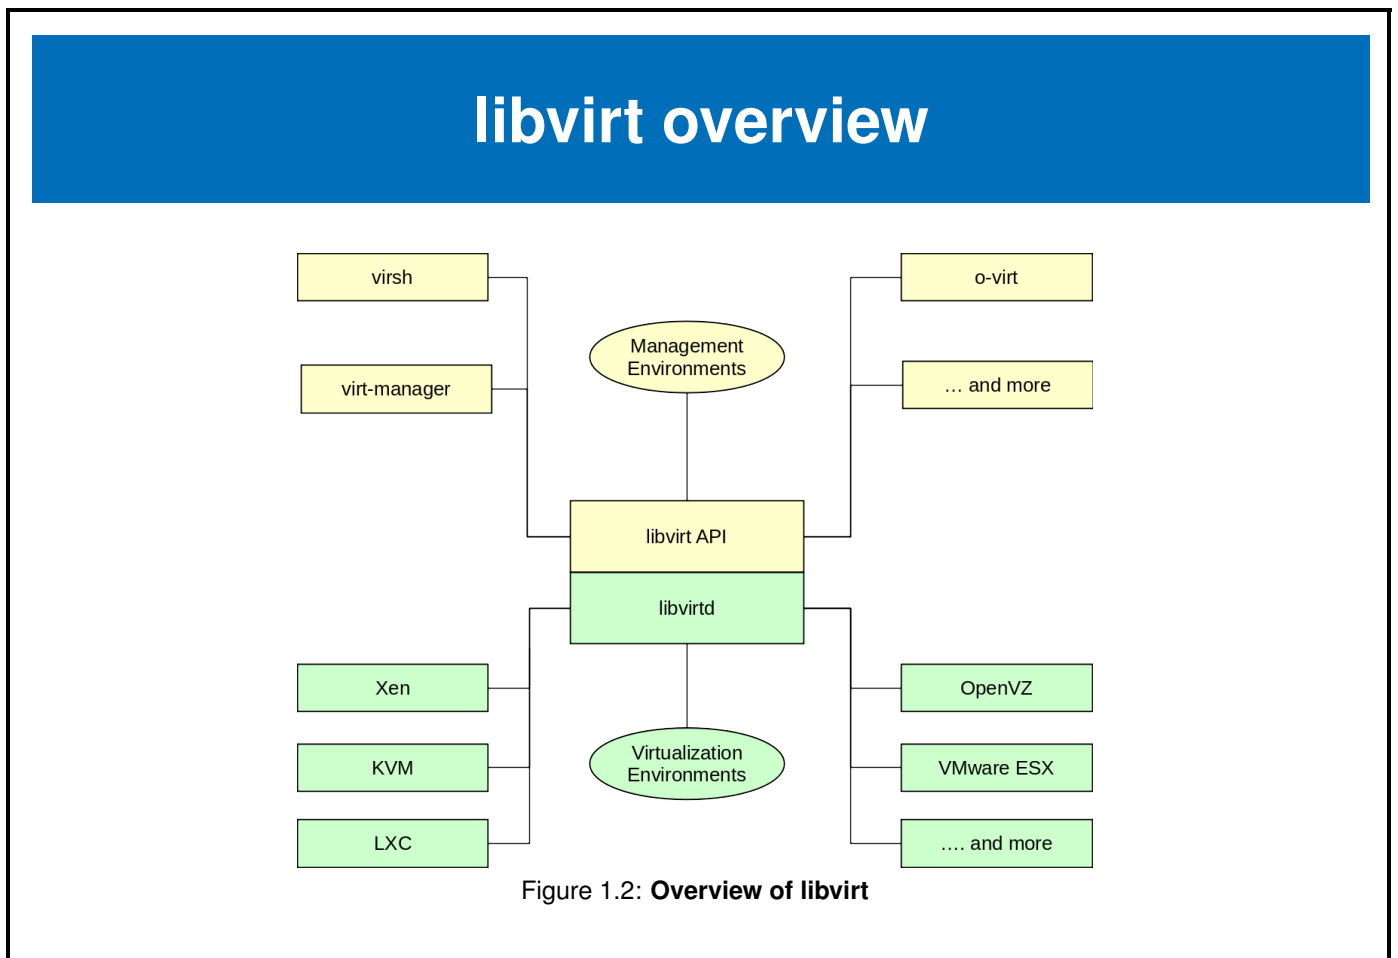 libvirt overview
virsh
o-virt
Management
Environments
virt-manager
… and more
libvirt API
libvirtd
Xen
OpenVZ
Virtualization
Environments
KVM
VMware ESX
LXC
.… and more
Figure 1.2: Overview of libvirt